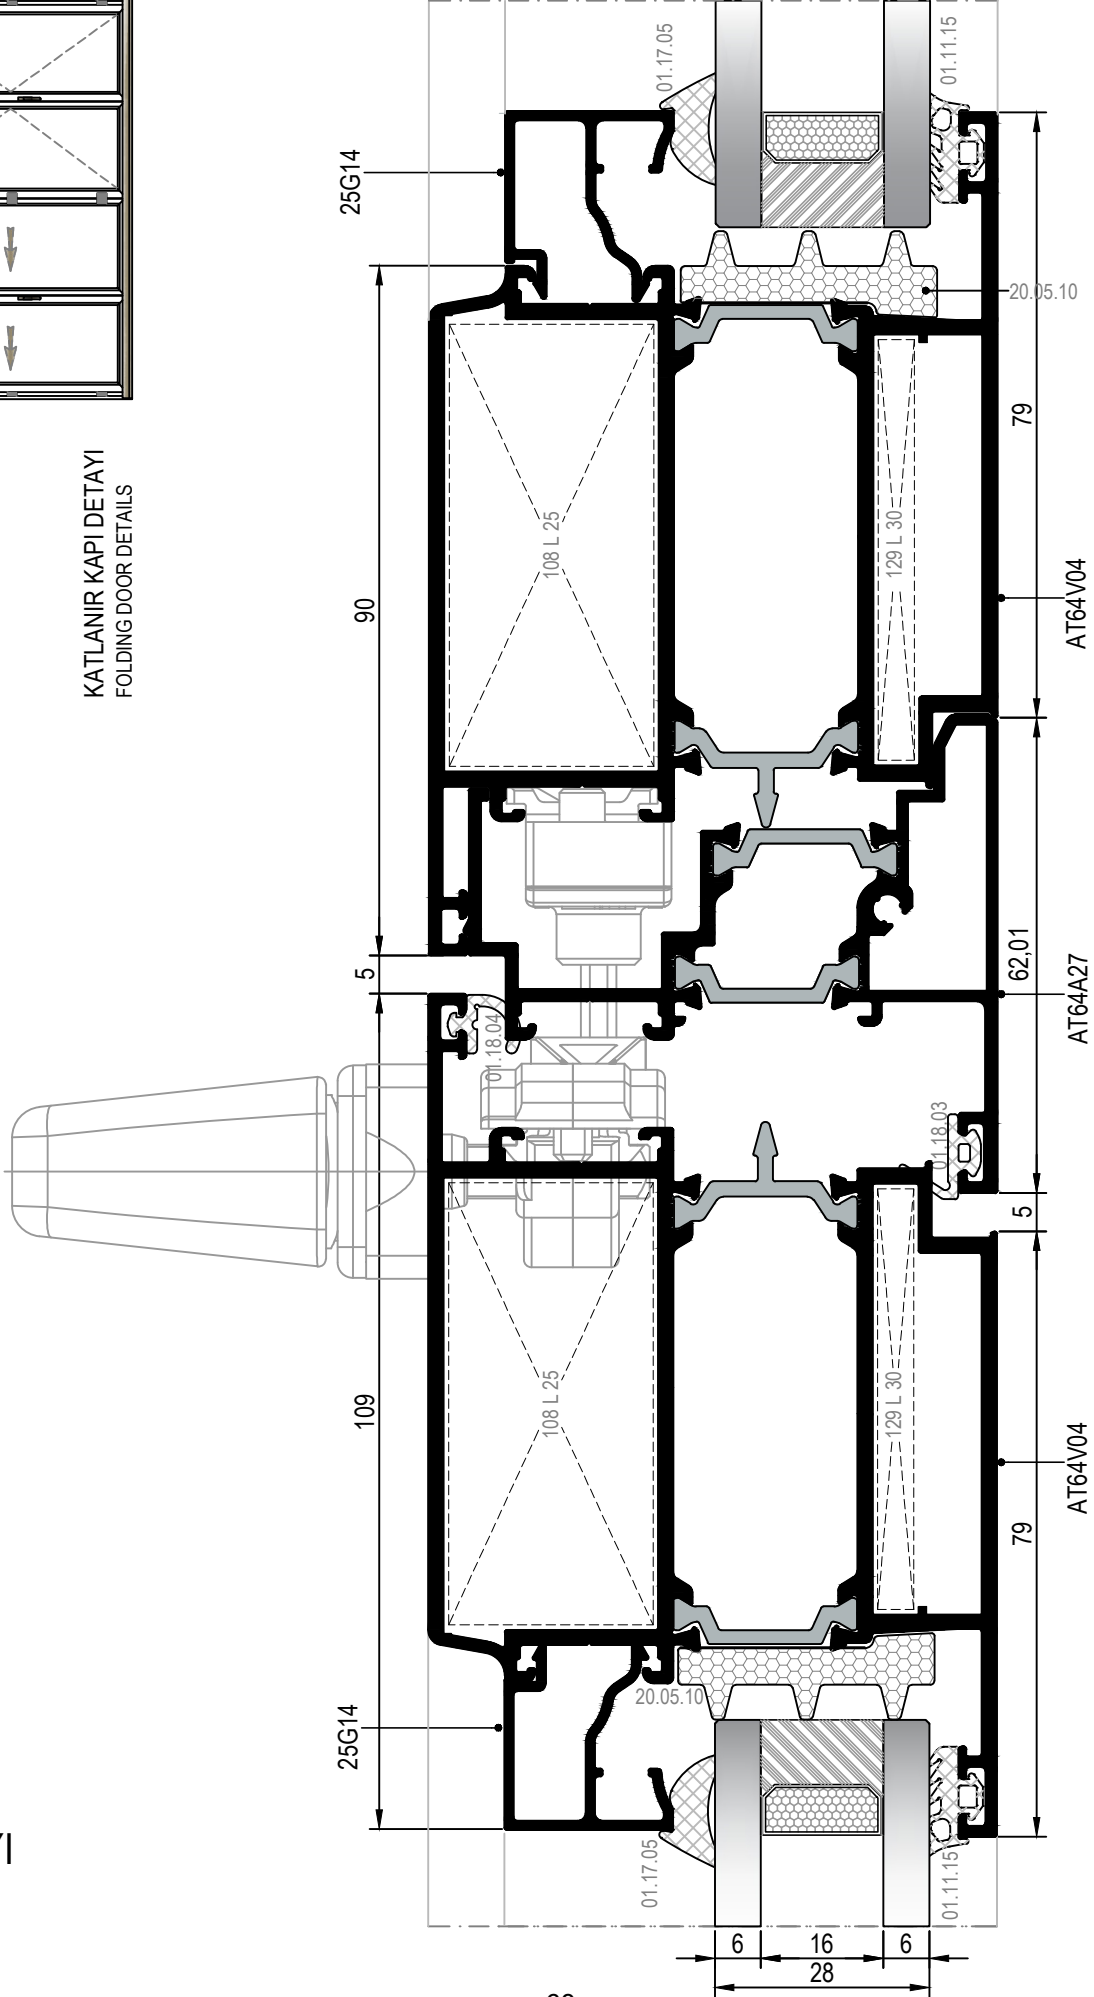 KATLANIR KAPI DETAYI
FOLDING DOOR DETAILS
01.17.05
01.11.15
25G14
20.05.10
79
108 L 25
129 L 30
AT64V04
90
5
62,01
AT64A27
01.18.04
01.18.03
5
109
108 L 25
129 L 30
AT64V04
79
20.05.10
25G14
01.17.05
01.11.15
6
16
6
28